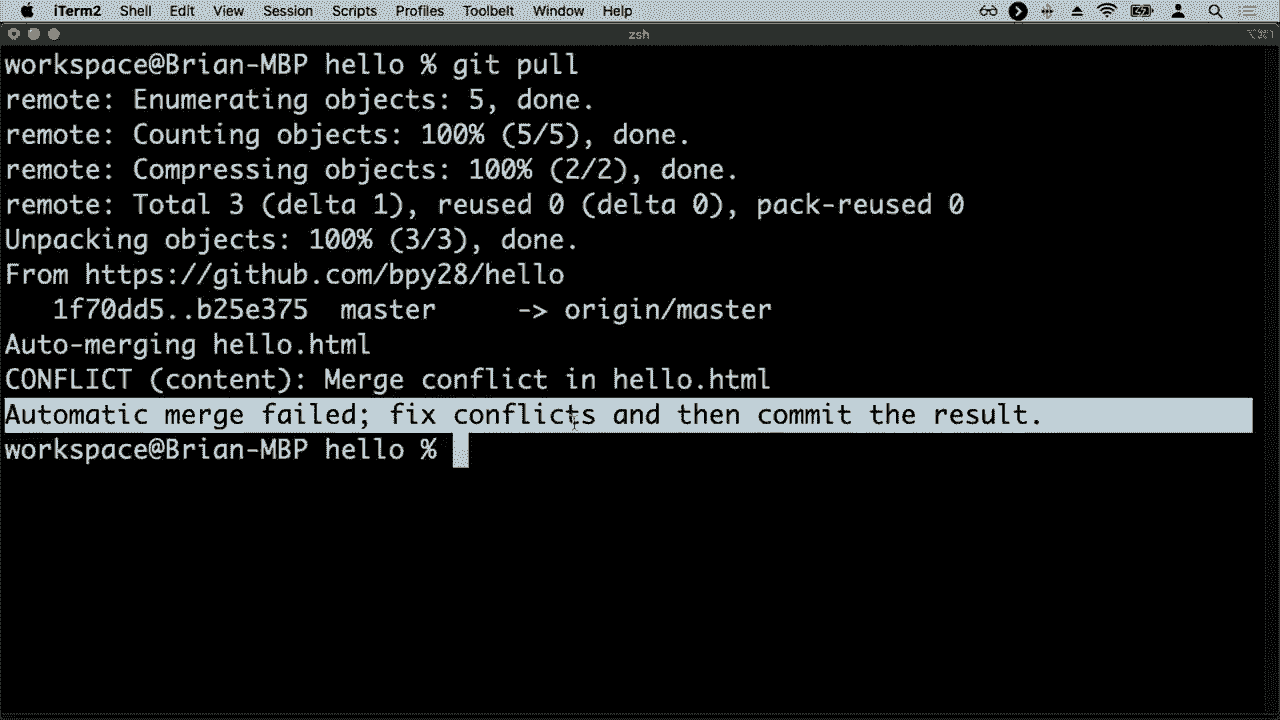 iTerm2 Shell Edit View Session Scripts Profiles Toolbelt Window Help
zsh
workspace@Brian-MBP hello % git pull
remote: Enumerating objects: 5, done.
remote: Counting objects: 100% (5/5), done.
remote: Compressing objects: 100% (2/2), done.
remote: Total 3 (delta 1), reused 0 (delta 0), pack-reused 0
Unpacking objects: 100% (3/3), done.
From https://github.com/bpy28/hello
   1f70dd5..b25e375  master     -> origin/master
Auto-merging hello.html
CONFLICT (content): Merge conflict in hello.html
Automatic merge failed; fix conflicts and then commit the result.
workspace@Brian-MBP hello %